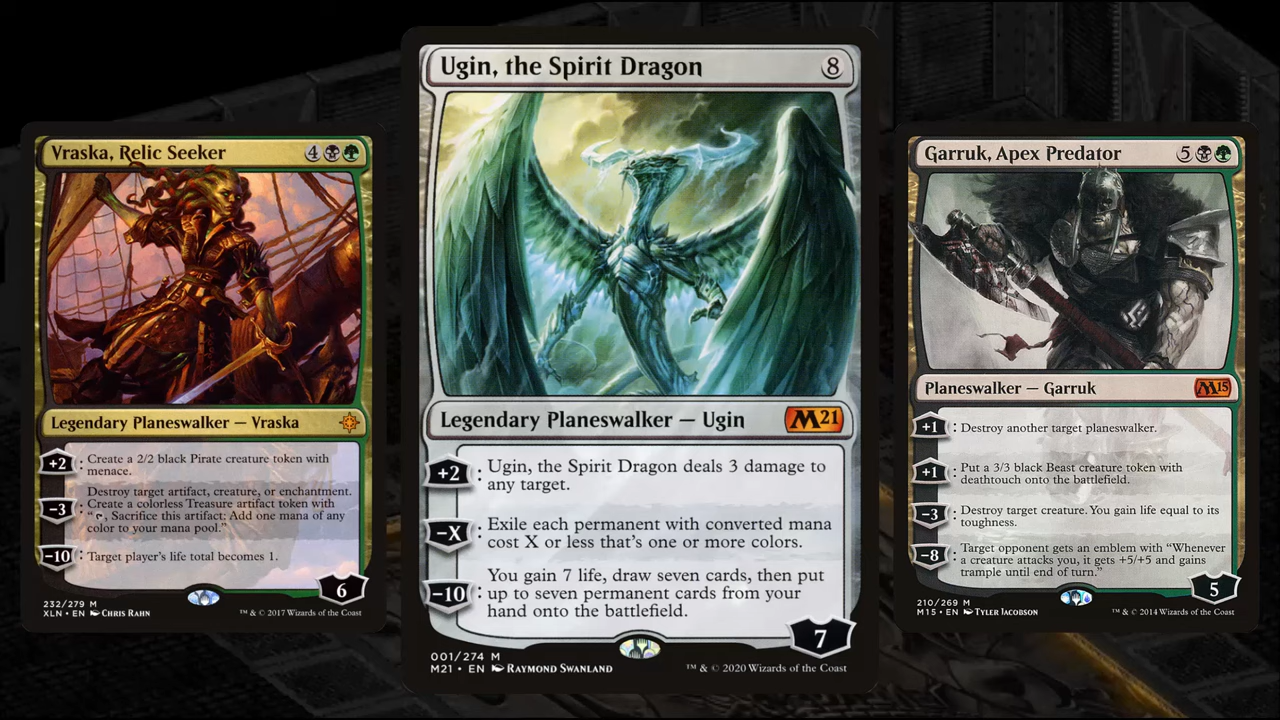 Vraska, Relic Seeker
4
Legendary Planeswalker — Vraska
+2: Create a 2/2 black Pirate creature token with
menace.
Destroy target artifact, creature, or enchantment.
-3: Create a colorless Treasure artifact token with
“, Sacrifice this artifact: Add one mana of any
color to your mana pool.”
-10: Target player's life total becomes 1.
6
232/279 M
XLN • EN Chris Rahn
™ & © 2017 Wizards of the Coast
Ugin, the Spirit Dragon
8
Legendary Planeswalker — Ugin
M21
+2: Ugin, the Spirit Dragon deals 3 damage to
any target.
-X: Exile each permanent with converted mana
cost X or less that's one or more colors.
You gain 7 life, draw seven cards, then put
-10: up to seven permanent cards from your
hand onto the battlefield.
7
001/274 M
M21 • EN Raymond Swanland
™ & © 2020 Wizards of the Coast
Garruk, Apex Predator
5
Planeswalker — Garruk
M15
+1: Destroy another target planeswalker.
+1: Put a 3/3 black Beast creature token with
deathtouch onto the battlefield.
-3: Destroy target creature. You gain life equal to its
toughness.
-8: Target opponent gets an emblem with “Whenever
a creature attacks you, it gets +5/+5 and gains
trample until end of turn.”
5
210/269 M
M15 • EN Tyler Jacobson
™ & © 2014 Wizards of the Coast